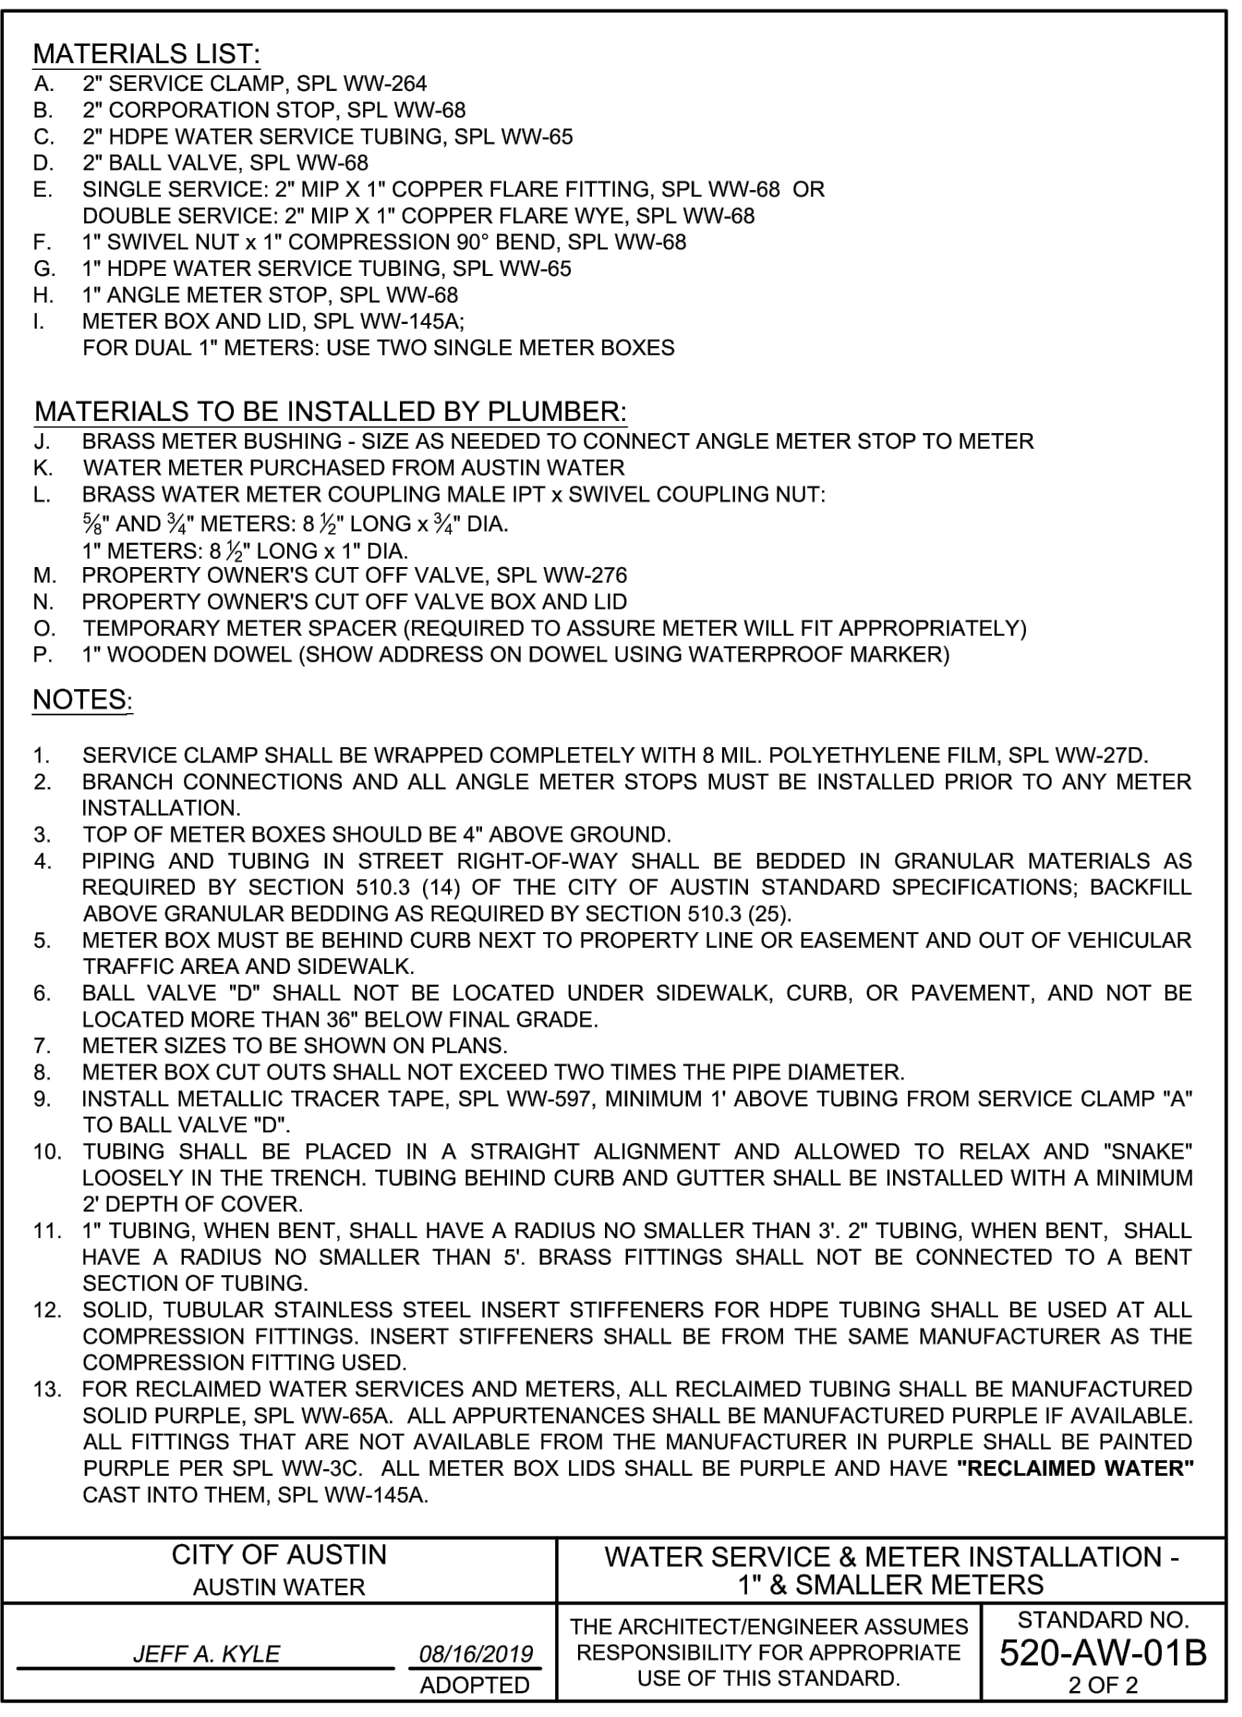 MATERIALS LIST:
A. 2" SERVICE CLAMP, SPL WW-264
B. 2" CORPORATION STOP, SPL WW-68
C. 2" HDPE WATER SERVICE TUBING, SPL WW-65
D. 2" BALL VALVE, SPL WW-68
E. SINGLE SERVICE: 2" MIP X 1" COPPER FLARE FITTING, SPL WW-68 OR
DOUBLE SERVICE: 2" MIP X 1" COPPER FLARE WYE, SPL WW-68
F. 1" SWIVEL NUT x 1" COMPRESSION 90° BEND, SPL WW-68
G. 1" HDPE WATER SERVICE TUBING, SPL WW-65
H. 1" ANGLE METER STOP, SPL WW-68
I. METER BOX AND LID, SPL WW-145A;
FOR DUAL 1" METERS: USE TWO SINGLE METER BOXES
MATERIALS TO BE INSTALLED BY PLUMBER:
J. BRASS METER BUSHING - SIZE AS NEEDED TO CONNECT ANGLE METER STOP TO METER
K. WATER METER PURCHASED FROM AUSTIN WATER
L. BRASS WATER METER COUPLING MALE IPT x SWIVEL COUPLING NUT:
⅝" AND ¾" METERS: 8 ½" LONG x ¾" DIA.
1" METERS: 8 ½" LONG x 1" DIA.
M. PROPERTY OWNER'S CUT OFF VALVE, SPL WW-276
N. PROPERTY OWNER'S CUT OFF VALVE BOX AND LID
O. TEMPORARY METER SPACER (REQUIRED TO ASSURE METER WILL FIT APPROPRIATELY)
P. 1" WOODEN DOWEL (SHOW ADDRESS ON DOWEL USING WATERPROOF MARKER)
NOTES:
1. SERVICE CLAMP SHALL BE WRAPPED COMPLETELY WITH 8 MIL. POLYETHYLENE FILM, SPL WW-27D.
2. BRANCH CONNECTIONS AND ALL ANGLE METER STOPS MUST BE INSTALLED PRIOR TO ANY METER
INSTALLATION.
3. TOP OF METER BOXES SHOULD BE 4" ABOVE GROUND.
4. PIPING AND TUBING IN STREET RIGHT-OF-WAY SHALL BE BEDDED IN GRANULAR MATERIALS AS
REQUIRED BY SECTION 510.3 (14) OF THE CITY OF AUSTIN STANDARD SPECIFICATIONS; BACKFILL
ABOVE GRANULAR BEDDING AS REQUIRED BY SECTION 510.3 (25).
5. METER BOX MUST BE BEHIND CURB NEXT TO PROPERTY LINE OR EASEMENT AND OUT OF VEHICULAR
TRAFFIC AREA AND SIDEWALK.
6. BALL VALVE "D" SHALL NOT BE LOCATED UNDER SIDEWALK, CURB, OR PAVEMENT, AND NOT BE
LOCATED MORE THAN 36" BELOW FINAL GRADE.
7. METER SIZES TO BE SHOWN ON PLANS.
8. METER BOX CUT OUTS SHALL NOT EXCEED TWO TIMES THE PIPE DIAMETER.
9. INSTALL METALLIC TRACER TAPE, SPL WW-597, MINIMUM 1' ABOVE TUBING FROM SERVICE CLAMP "A"
TO BALL VALVE "D".
10. TUBING SHALL BE PLACED IN A STRAIGHT ALIGNMENT AND ALLOWED TO RELAX AND "SNAKE"
LOOSELY IN THE TRENCH. TUBING BEHIND CURB AND GUTTER SHALL BE INSTALLED WITH A MINIMUM
2' DEPTH OF COVER.
11. 1" TUBING, WHEN BENT, SHALL HAVE A RADIUS NO SMALLER THAN 3'. 2" TUBING, WHEN BENT, SHALL
HAVE A RADIUS NO SMALLER THAN 5'. BRASS FITTINGS SHALL NOT BE CONNECTED TO A BENT
SECTION OF TUBING.
12. SOLID, TUBULAR STAINLESS STEEL INSERT STIFFENERS FOR HDPE TUBING SHALL BE USED AT ALL
COMPRESSION FITTINGS. INSERT STIFFENERS SHALL BE FROM THE SAME MANUFACTURER AS THE
COMPRESSION FITTING USED.
13. FOR RECLAIMED WATER SERVICES AND METERS, ALL RECLAIMED TUBING SHALL BE MANUFACTURED
SOLID PURPLE, SPL WW-65A. ALL APPURTENANCES SHALL BE MANUFACTURED PURPLE IF AVAILABLE.
ALL FITTINGS THAT ARE NOT AVAILABLE FROM THE MANUFACTURER IN PURPLE SHALL BE PAINTED
PURPLE PER SPL WW-3C. ALL METER BOX LIDS SHALL BE PURPLE AND HAVE "RECLAIMED WATER"
CAST INTO THEM, SPL WW-145A.
CITY OF AUSTIN
AUSTIN WATER
WATER SERVICE & METER INSTALLATION -
1" & SMALLER METERS
JEFF A. KYLE
08/16/2019
ADOPTED
THE ARCHITECT/ENGINEER ASSUMES
RESPONSIBILITY FOR APPROPRIATE
USE OF THIS STANDARD.
STANDARD NO.
520-AW-01B
2 OF 2